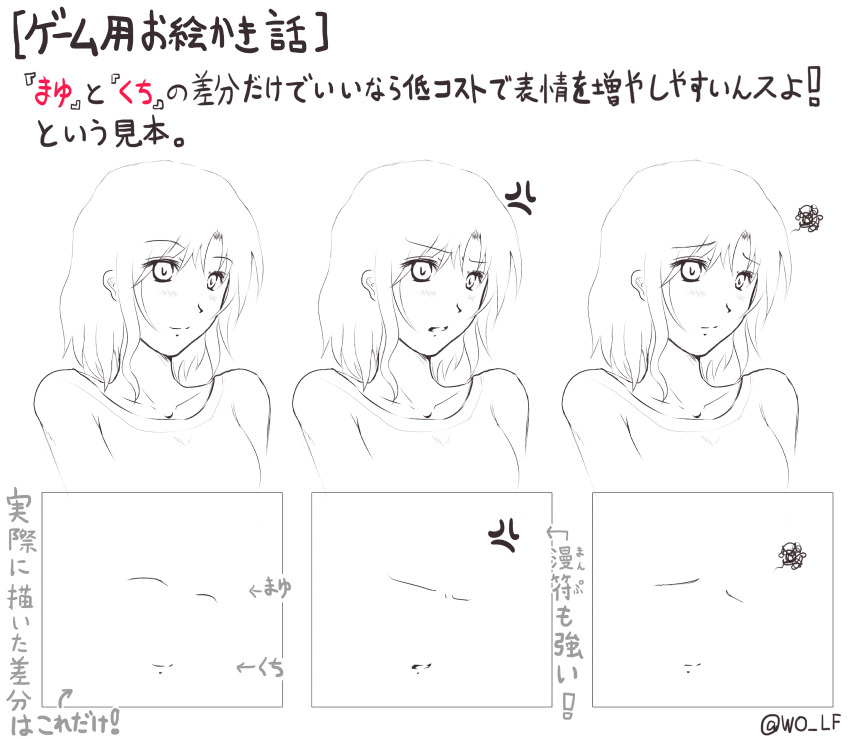 [ゲーム用お絵かき話]
『まゆ』と『くち』の差分だけでいいなら低コストで表情を増やしやすいんスよ!
という見本。
実際に描いた差分はこれだけ!
←まゆ
←くち
←漫符も強い!
まんぷ
@WO_LF